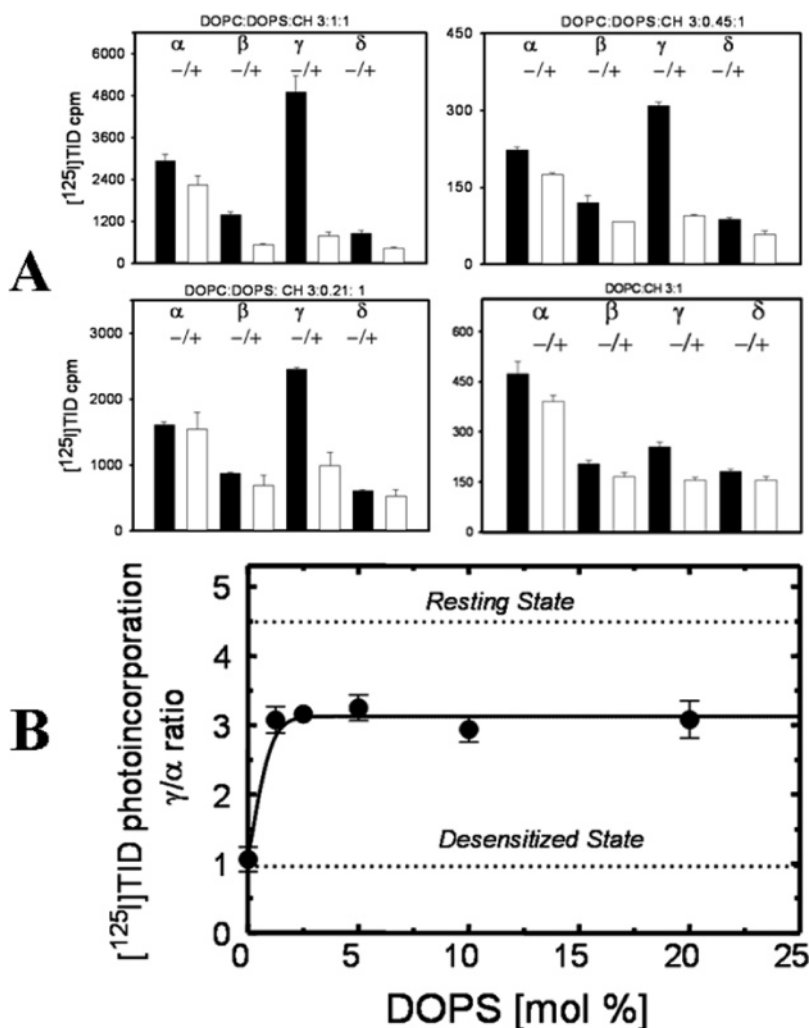 A
DOPC:DOPS:CH 3:1:1
[125I]TID cpm
6000
4800
3600
2400
1200
0
α β γ δ
−/+ −/+ −/+ −/+
DOPC:DOPS:CH 3:0.45:1
450
300
150
0
α β γ δ
−/+ −/+ −/+ −/+
DOPC:DOPS: CH 3:0.21: 1
[125I]TID cpm
3000
2000
1000
0
α β γ δ
−/+ −/+ −/+ −/+
DOPC:CH 3:1
600
450
300
150
0
α β γ δ
−/+ −/+ −/+ −/+
B
[125I]TID photoincorporation
γ/α ratio
5
4
3
2
1
0
Resting State
Desensitized State
0 5 10 15 20 25
DOPS [mol %]